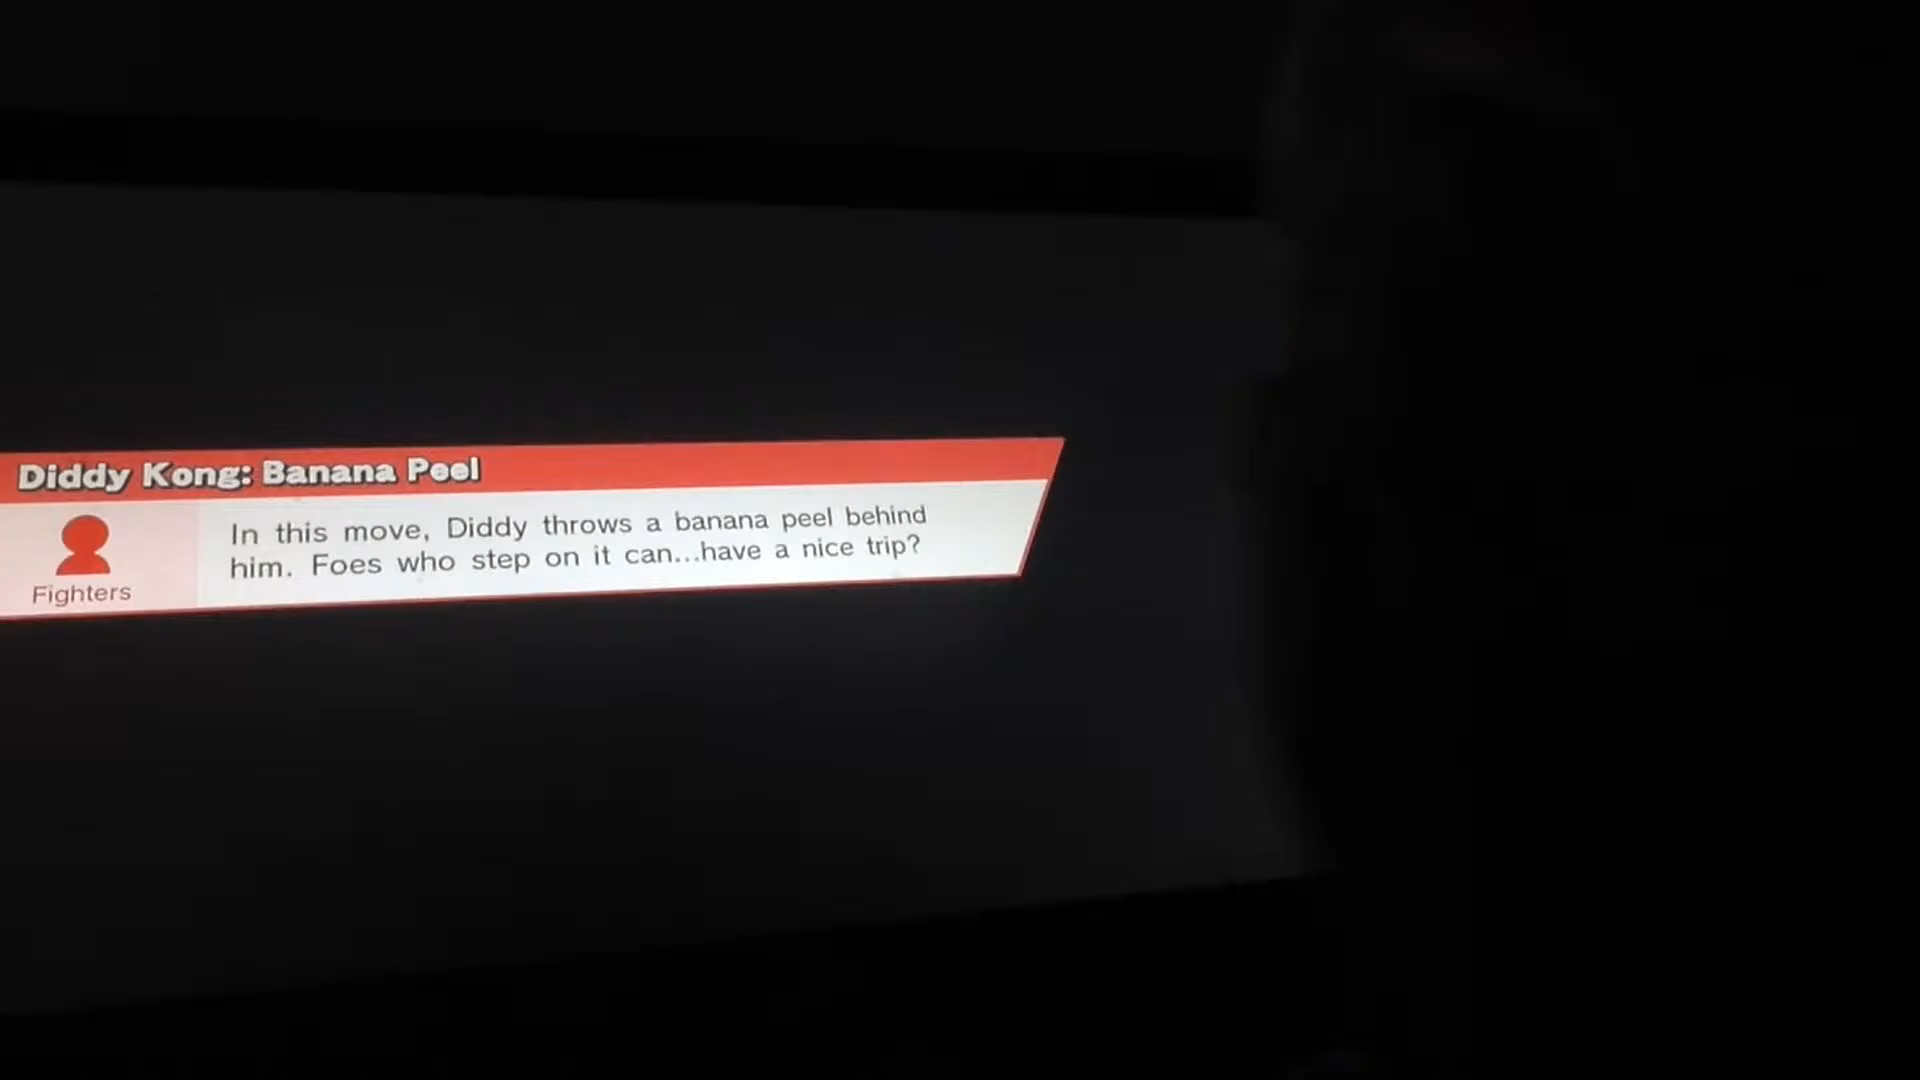 Diddy Kong: Banana Peel
Fighters
In this move, Diddy throws a banana peel behind
him. Foes who step on it can...have a nice trip?